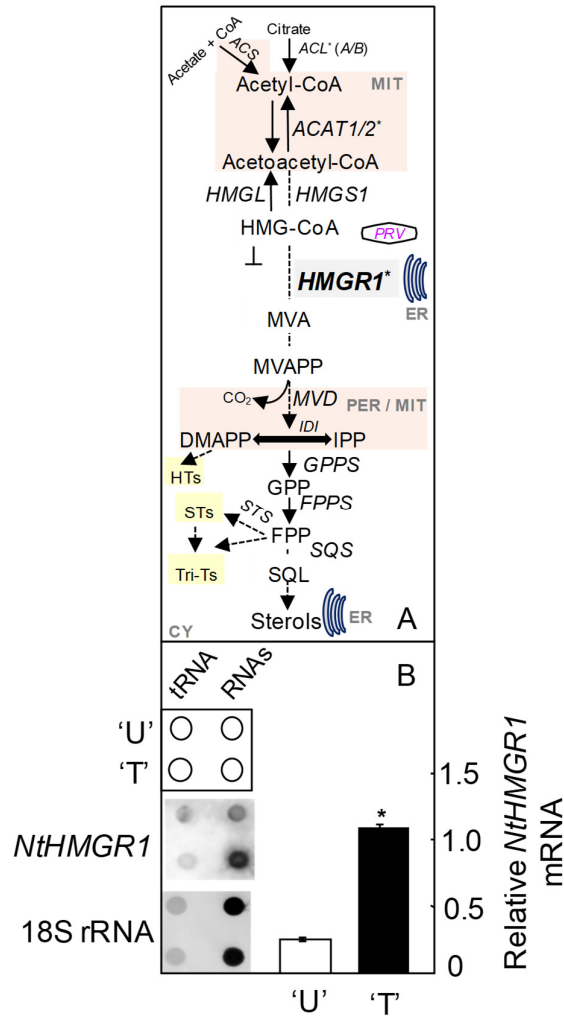 Citrate
Acetate + CoA
ACS
ACL* (A/B)
Acetyl-CoA
MIT
ACAT1/2*
Acetoacetyl-CoA
HMGL
HMGS1
HMG-CoA
PRV
⊥
HMGR1*
ER
MVA
MVAPP
CO2
MVD
PER / MIT
IDI
DMAPP
IPP
HTs
GPPS
GPP
FPPS
STs
STS
FPP
SQS
Tri-Ts
SQL
Sterols
ER
CY
A
tRNA
RNAs
B
'U'
'T'
NtHMGR1
18S rRNA
1.5
1.0
0.5
0
*
Relative NtHMGR1
mRNA
'U'
'T'